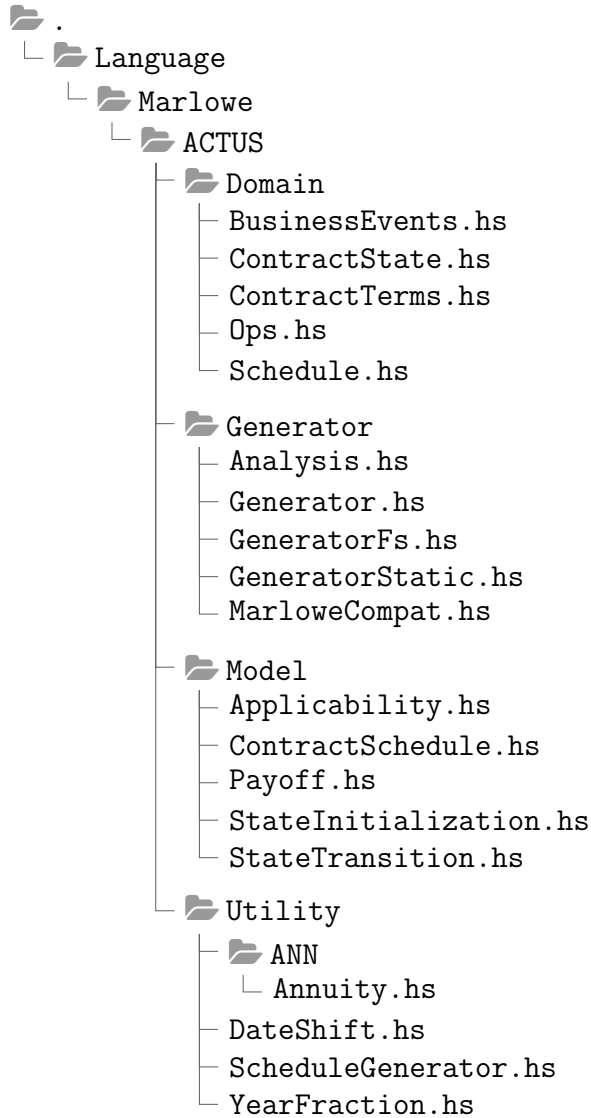 .
Language
Marlowe
ACTUS
Domain
BusinessEvents.hs
ContractState.hs
ContractTerms.hs
Ops.hs
Schedule.hs
Generator
Analysis.hs
Generator.hs
GeneratorFs.hs
GeneratorStatic.hs
MarloweCompat.hs
Model
Applicability.hs
ContractSchedule.hs
Payoff.hs
StateInitialization.hs
StateTransition.hs
Utility
ANN
Annuity.hs
DateShift.hs
ScheduleGenerator.hs
YearFraction.hs